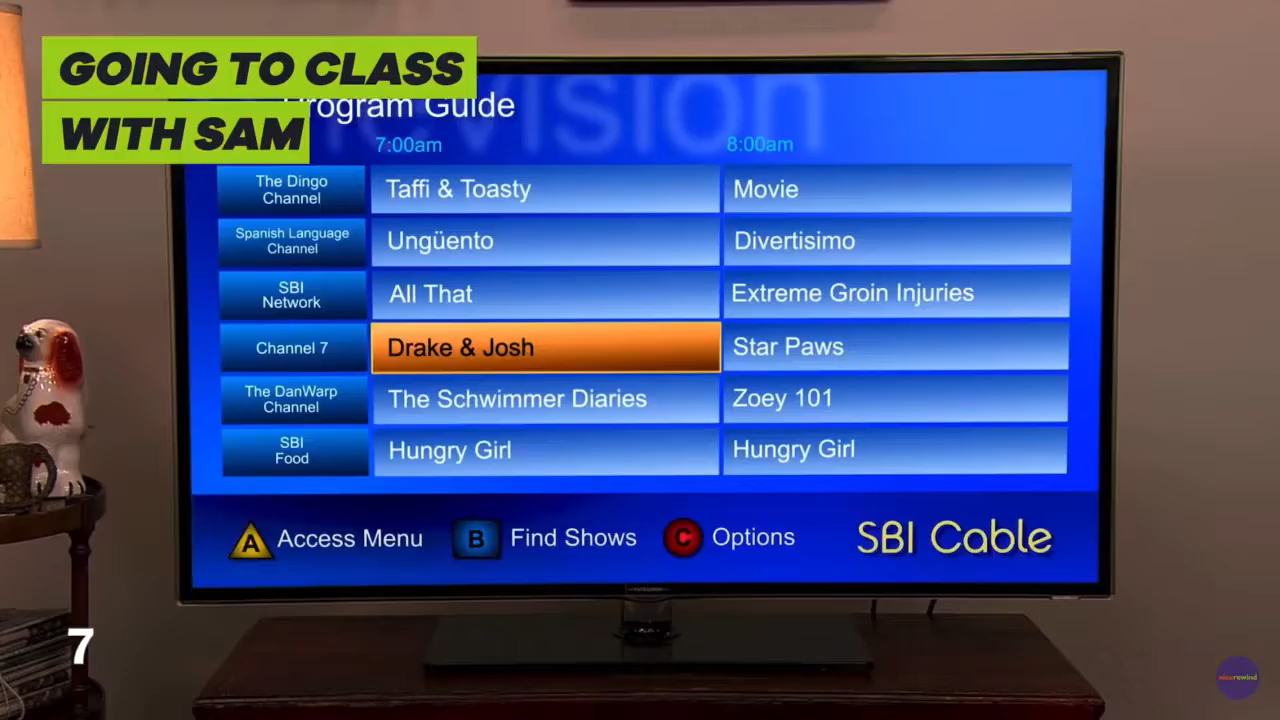 GOING TO CLASS
WITH SAM
Program Guide
7:00am
8:00am
The Dingo
Channel
Taffi & Toasty
Movie
Spanish Language
Channel
Ungüento
Divertisimo
SBI
Network
All That
Extreme Groin Injuries
Channel 7
Drake & Josh
Star Paws
The DanWarp
Channel
The Schwimmer Diaries
Zoey 101
SBI
Food
Hungry Girl
Hungry Girl
A Access Menu
B Find Shows
C Options
SBI Cable
7
nickrewind